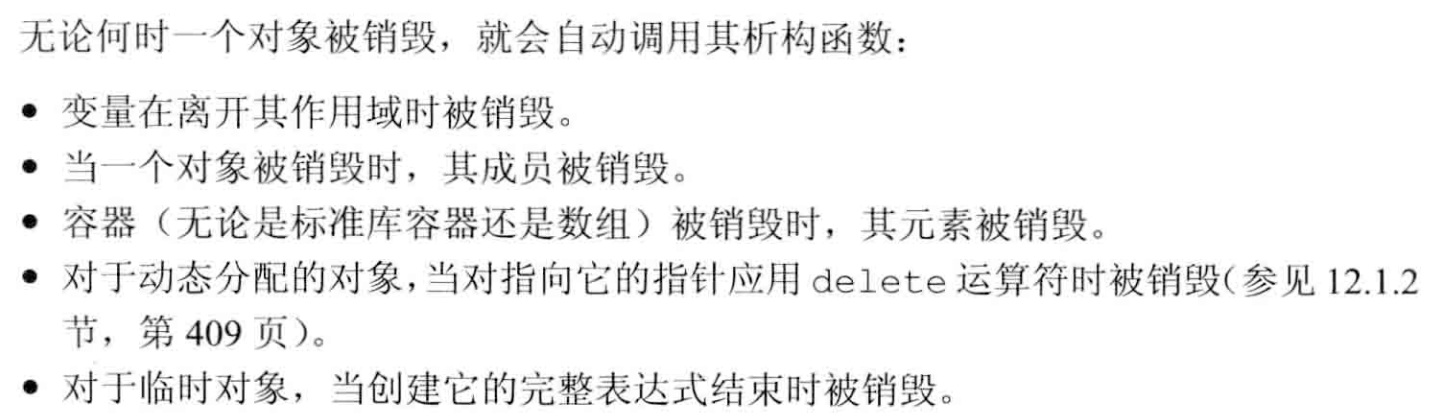 无论何时一个对象被销毁，就会自动调用其析构函数：
• 变量在离开其作用域时被销毁。
• 当一个对象被销毁时，其成员被销毁。
• 容器（无论是标准库容器还是数组）被销毁时，其元素被销毁。
• 对于动态分配的对象，当对指向它的指针应用 delete 运算符时被销毁（参见 12.1.2
节，第 409 页）。
• 对于临时对象，当创建它的完整表达式结束时被销毁。